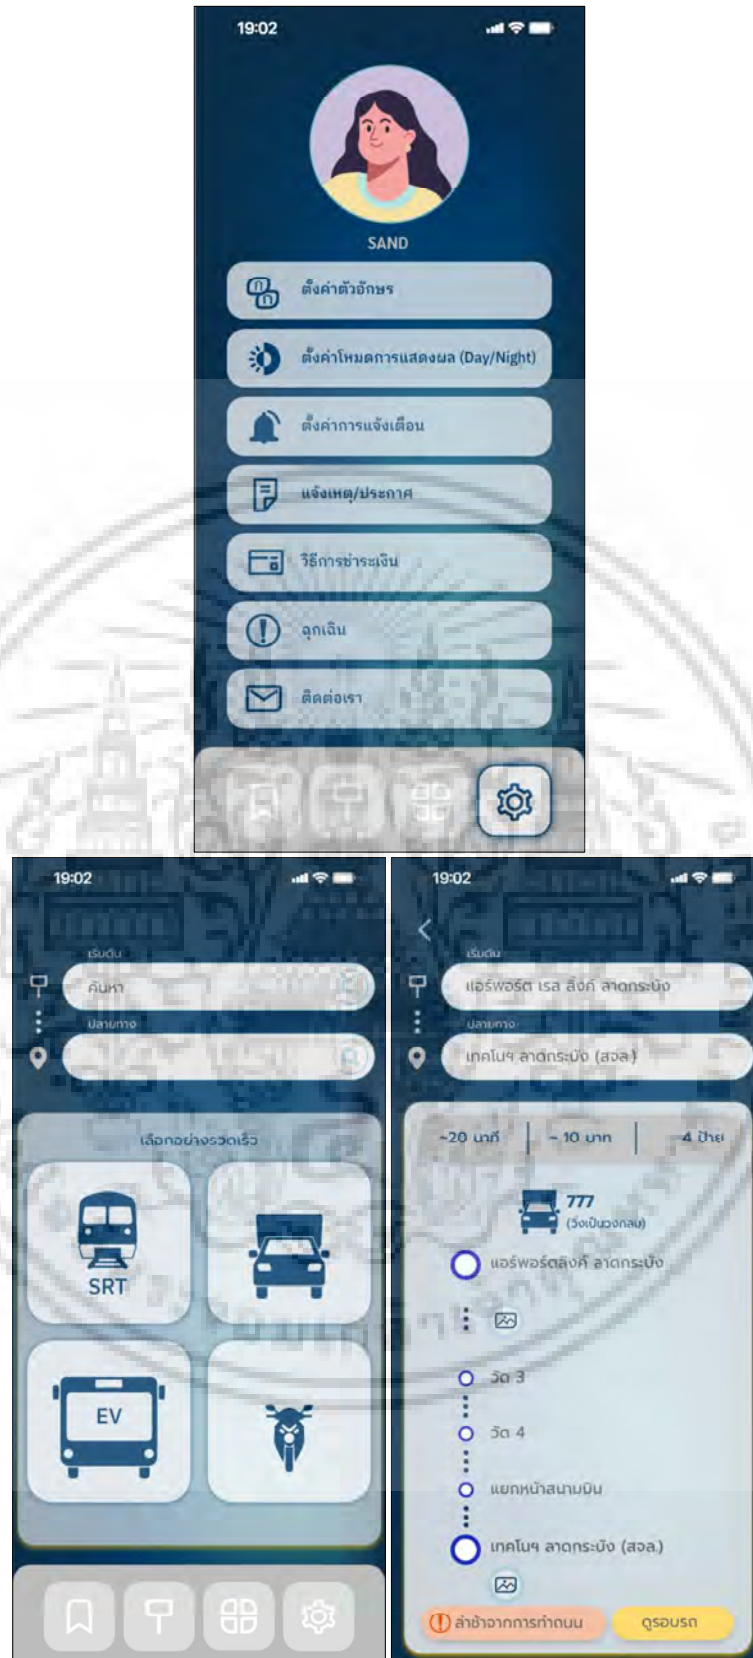 19:02
SAND
ตั้งค่าตัวอักษร
ตั้งค่าโหมดการแสดงผล (Day/Night)
ตั้งค่าการแจ้งเตือน
แจ้งเหตุ/ประกาศ
วิธีการชำระเงิน
ฉุกเฉิน
ติดต่อเรา
19:02
เริ่มต้น
ค้นหา
ปลายทาง
เลือกอย่างรวดเร็ว
SRT
EV
19:02
เริ่มต้น
แอร์พอร์ต เรล ลิ้งค์ ลาดกระบัง
ปลายทาง
เทคโนฯ ลาดกระบัง (สจล.)
~20 นาที
~ 10 บาท
4 ป้าย
777
(วิ่งเป็นวงกลม)
แอร์พอร์ตลิงค์ ลาดกระบัง
วัด 3
วัด 4
แยกหน้าสนามบิน
เทคโนฯ ลาดกระบัง (สจล.)
ล่าช้าจากการทำถนน
ดูรอบรถ